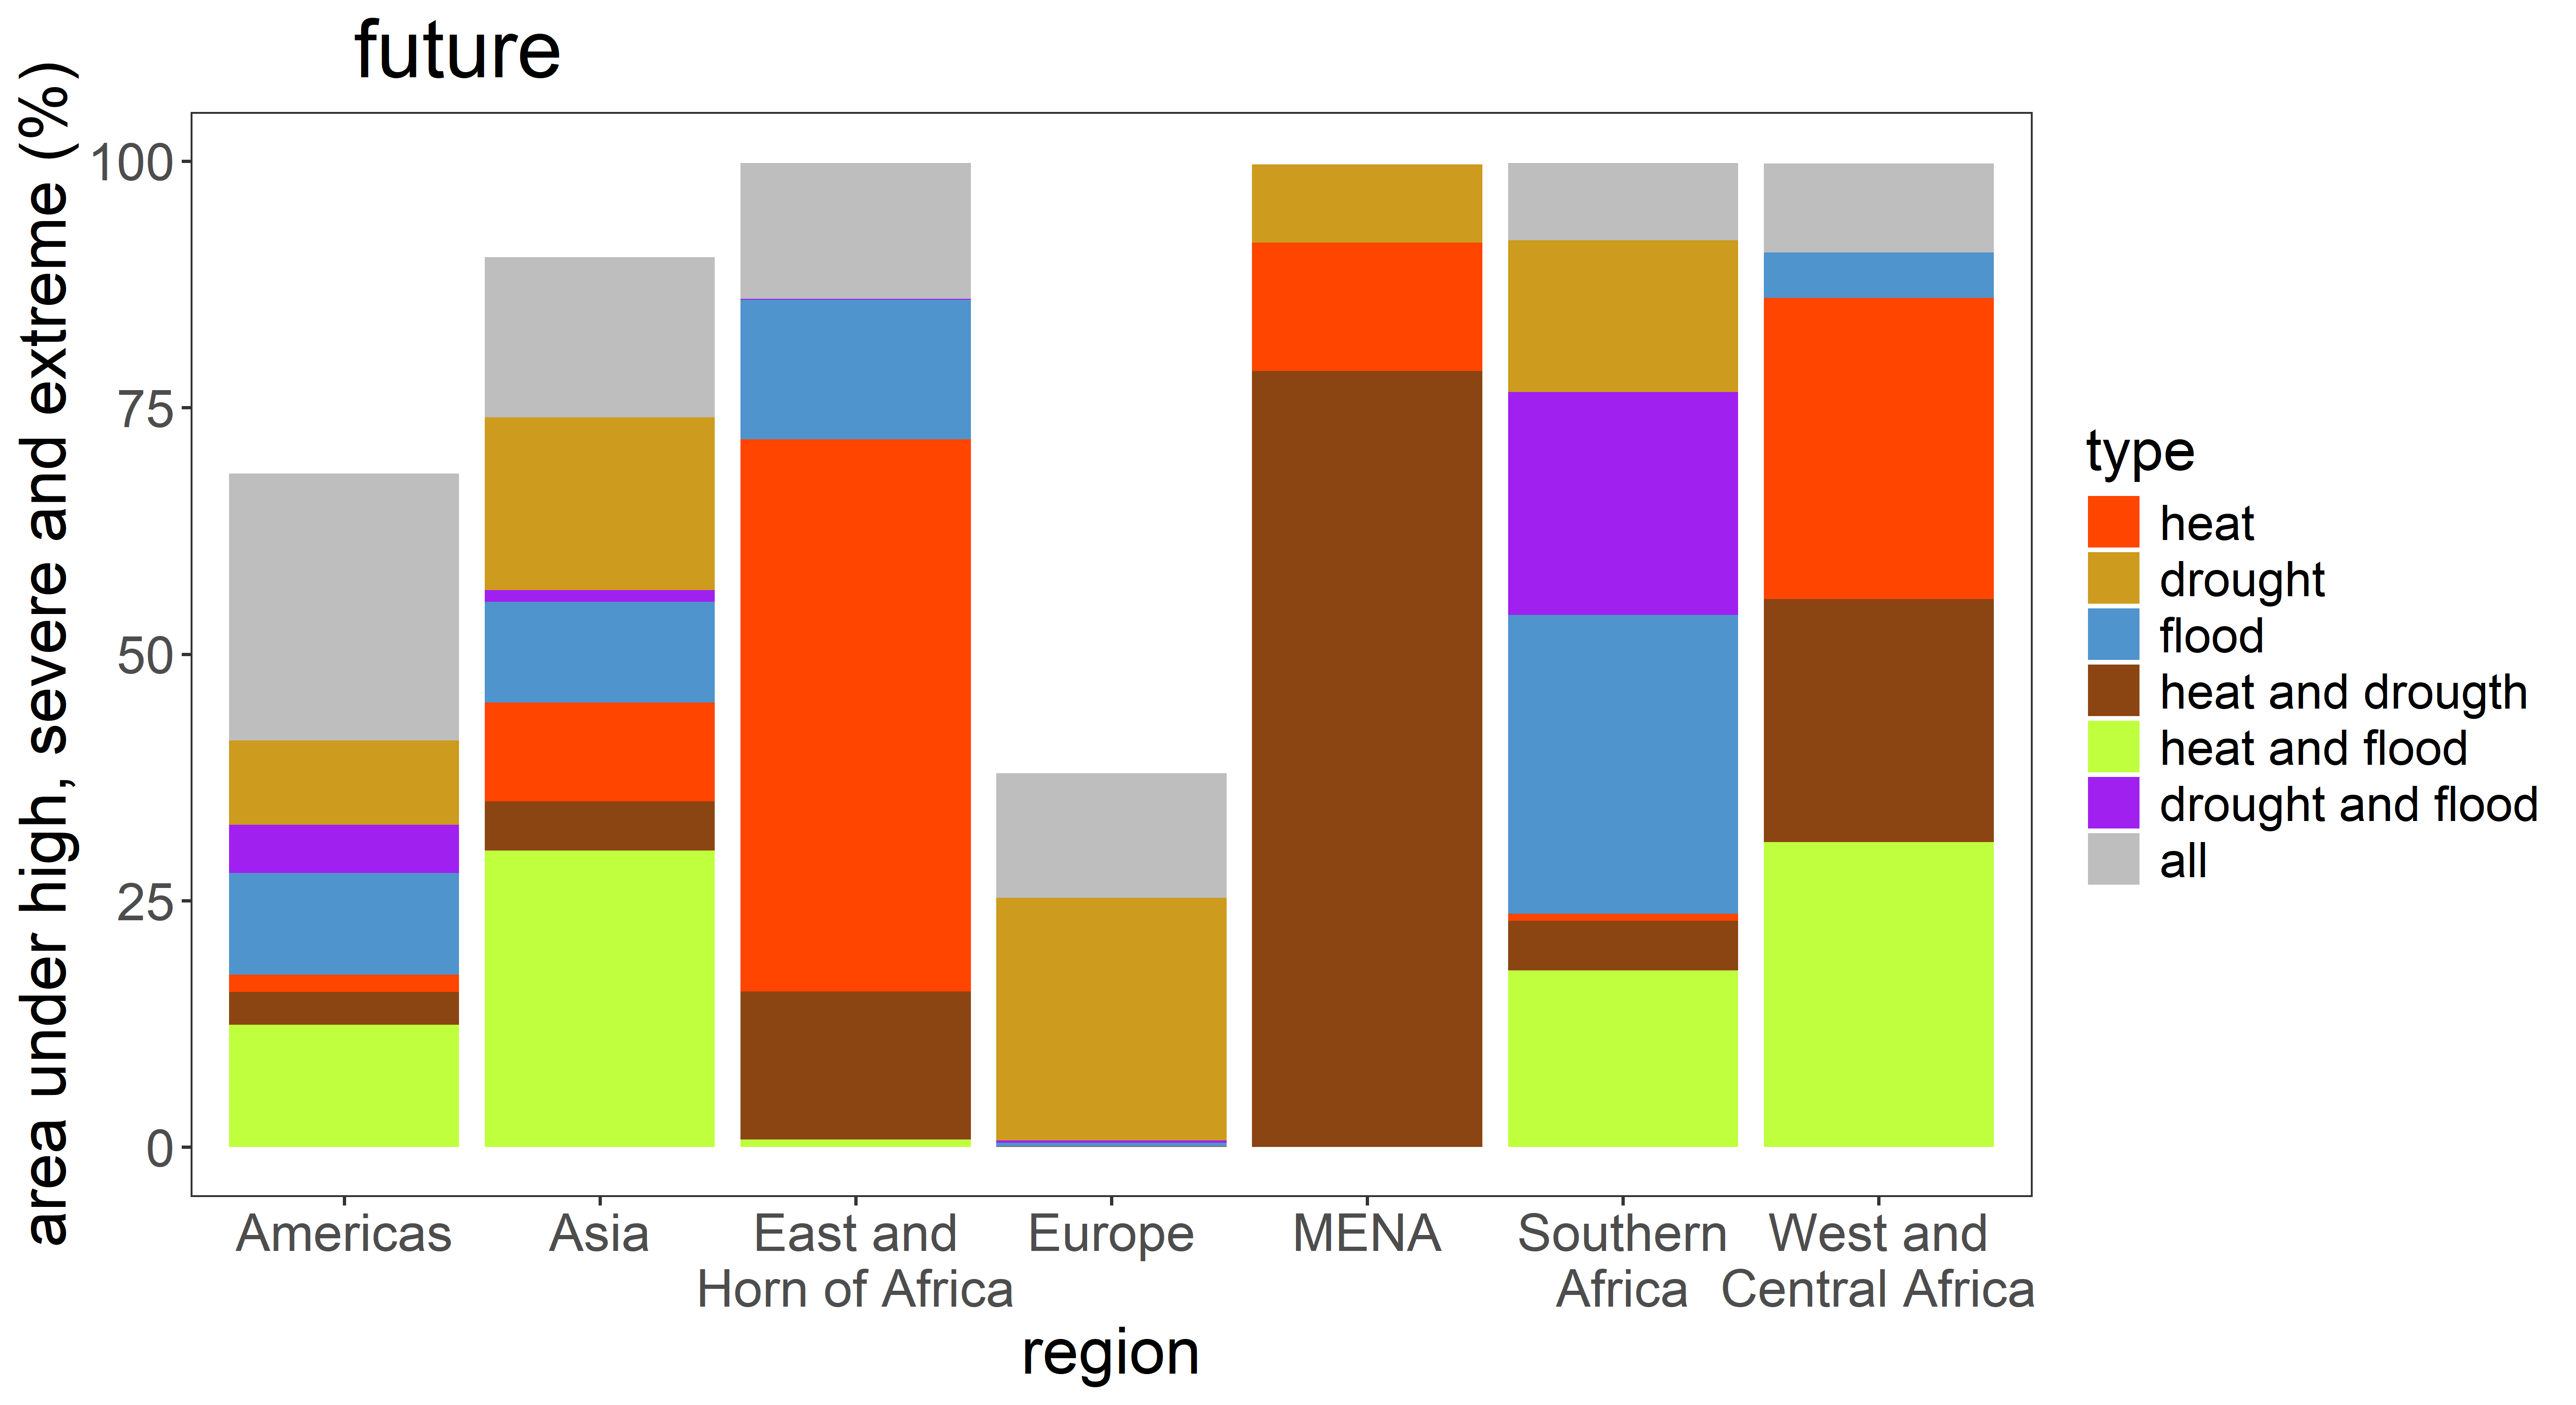 future
area under high, severe and extreme (%)
100
75
50
25
0
Americas
Asia
East and
Horn of Africa
Europe
MENA
Southern
Africa
West and
Central Africa
region
type
heat
drought
flood
heat and drougth
heat and flood
drought and flood
all